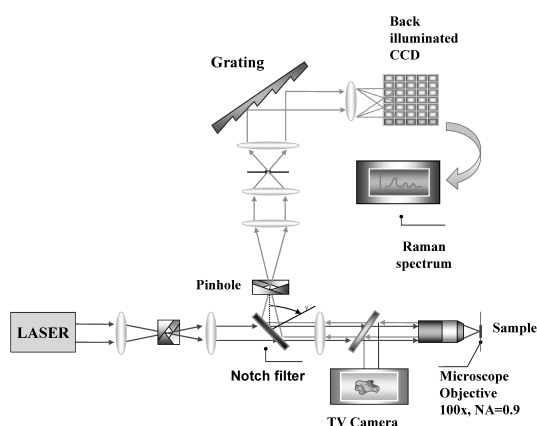 Back
illuminated
CCD
Grating
Raman
spectrum
Pinhole
LASER
Sample
Notch filter
Microscope
Objective
100x, NA=0.9
TV Camera